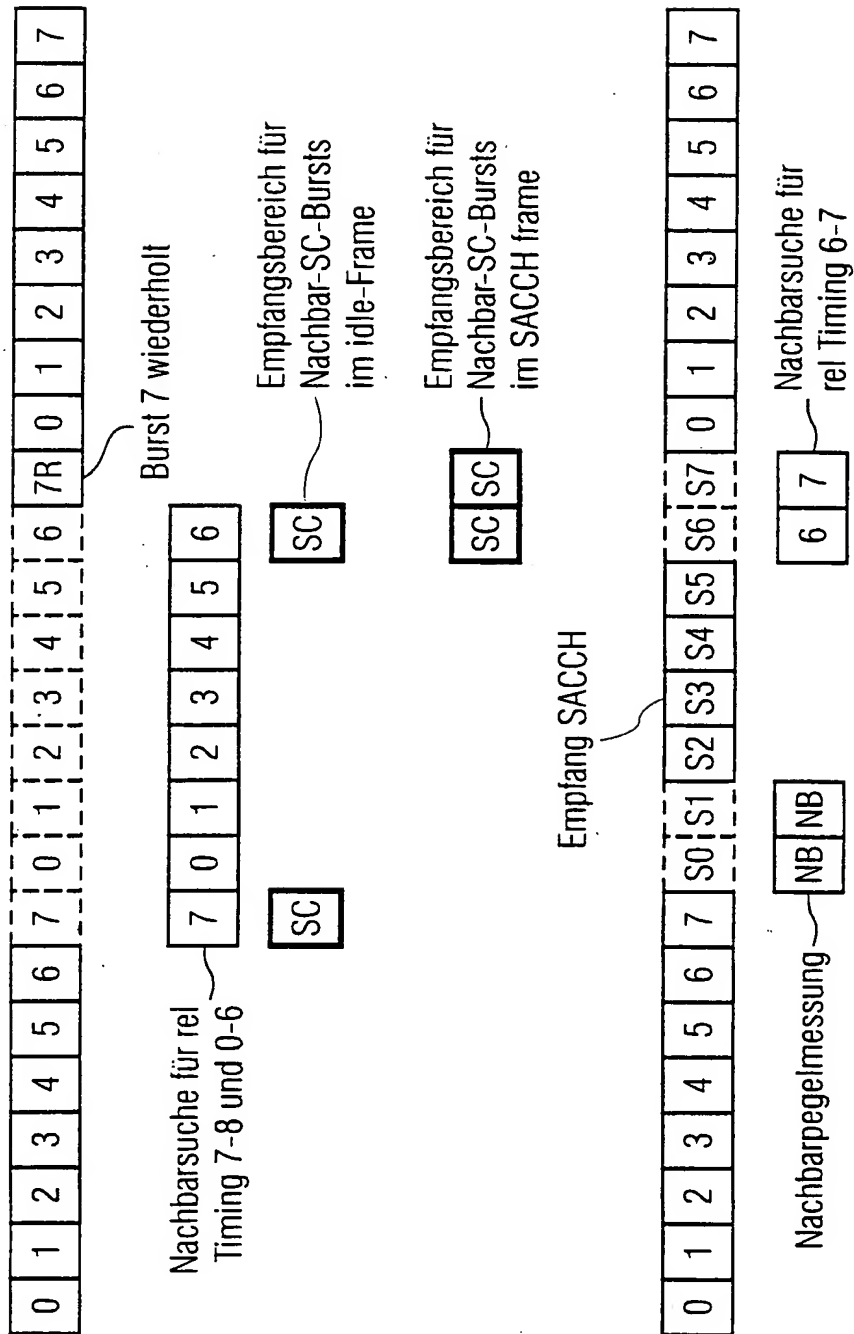 0 1 2 3 4 5 6 7 0 1 2 3 4 5 6 7R 0 1 2 3 4 5 6 7
Burst 7 wiederholt
7 0 1 2 3 4 5 6
Nachbarsuche für rel
Timing 7-8 und 0-6
SC SC
Empfangsbereich für
Nachbar-SC-Bursts
im idle-Frame
SC SC
Empfangsbereich für
Nachbar-SC-Bursts
im SACCH frame
Empfang SACCH
0 1 2 3 4 5 6 7 S0 S1 S2 S3 S4 S5 S6 S7 0 1 2 3 4 5 6 7
NB NB
Nachbarpegelmessung
6 7
Nachbarsuche für
rel Timing 6-7